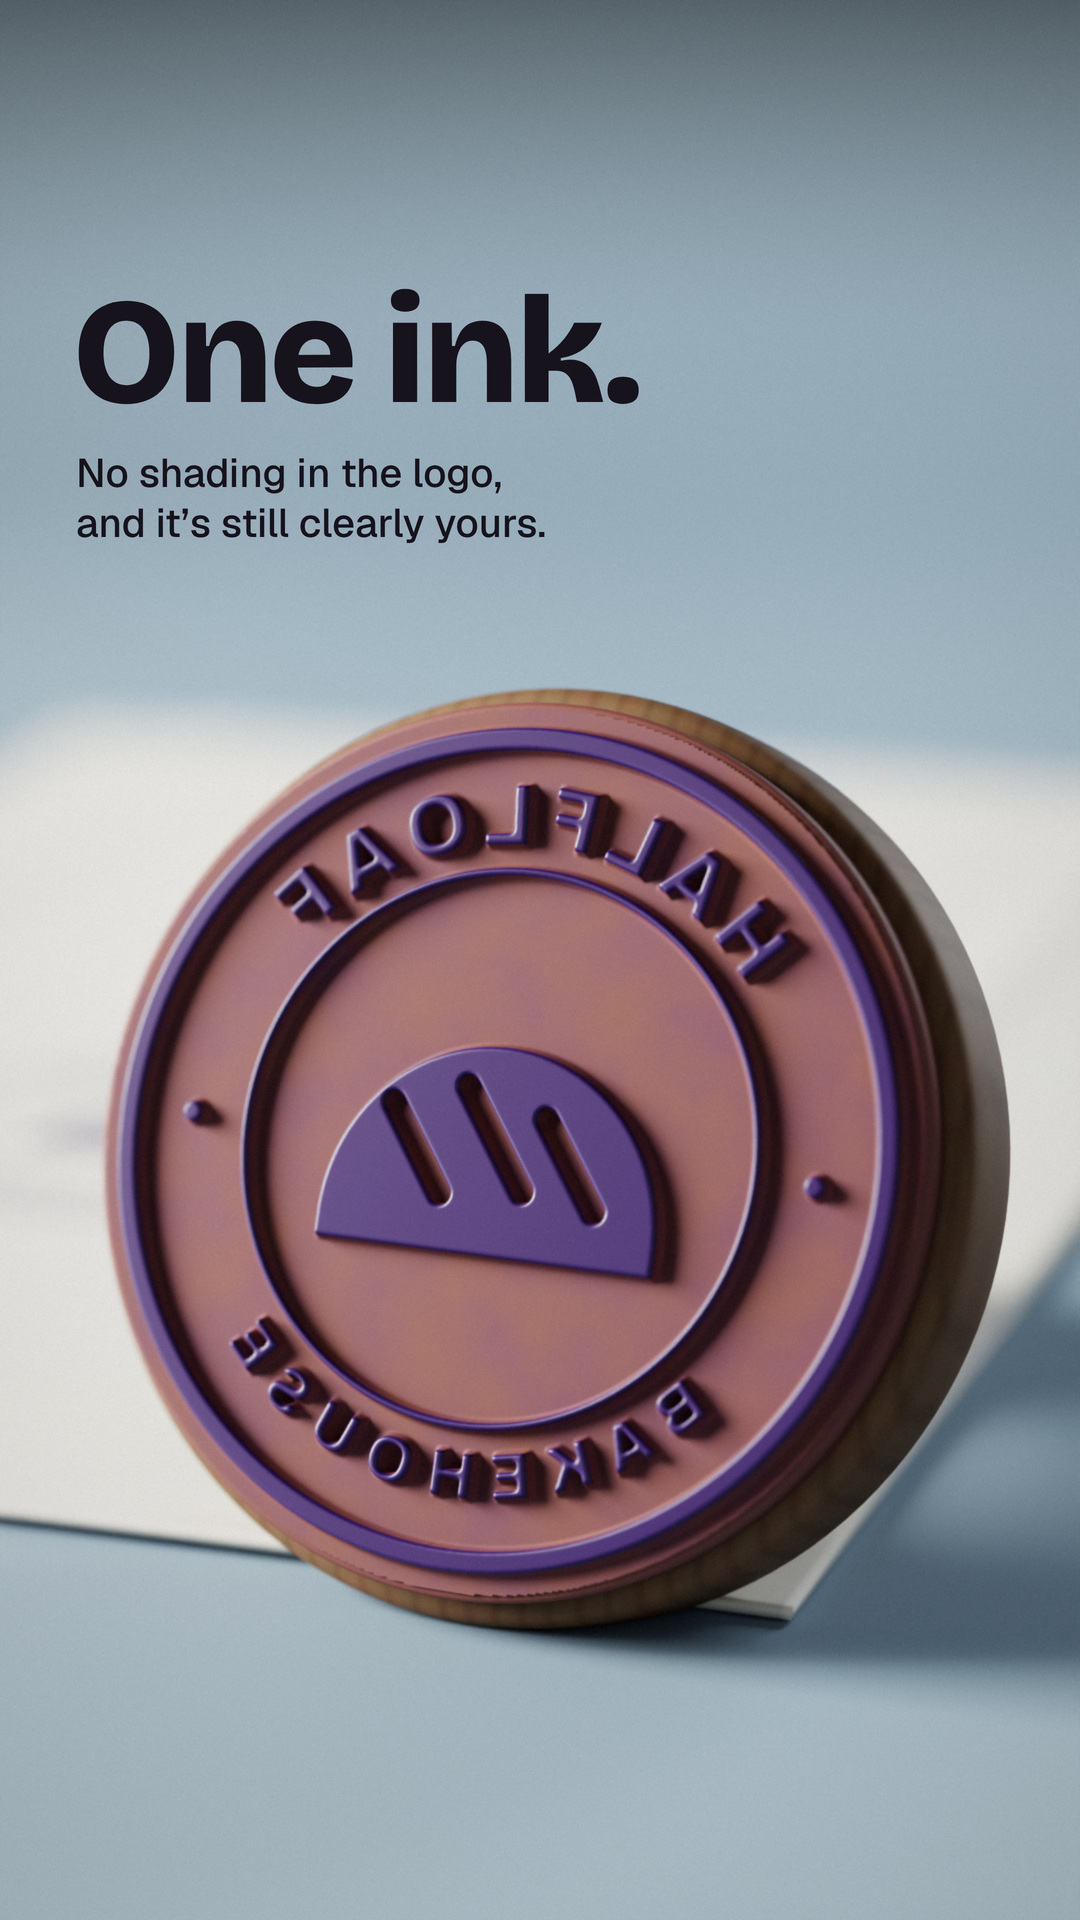 One ink.
No shading in the logo,
and it’s still clearly yours.
HALFLOAF
BAKEHOUSE